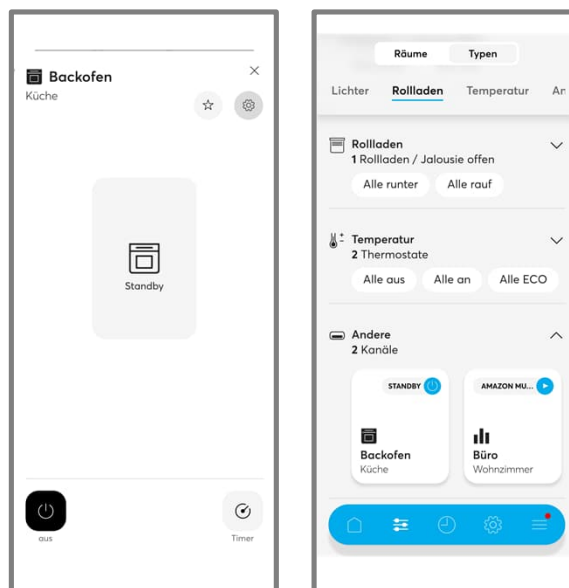 Backofen
Küche
Standby
aus
Timer
Räume Typen
Lichter Rollladen Temperatur An
Rollladen
1 Rollladen / Jalousie offen
Alle runter Alle rauf
Temperatur
2 Thermostate
Alle aus Alle an Alle ECO
Andere
2 Kanäle
STANDBY AMAZON MU...
Backofen Büro
Küche Wohnzimmer